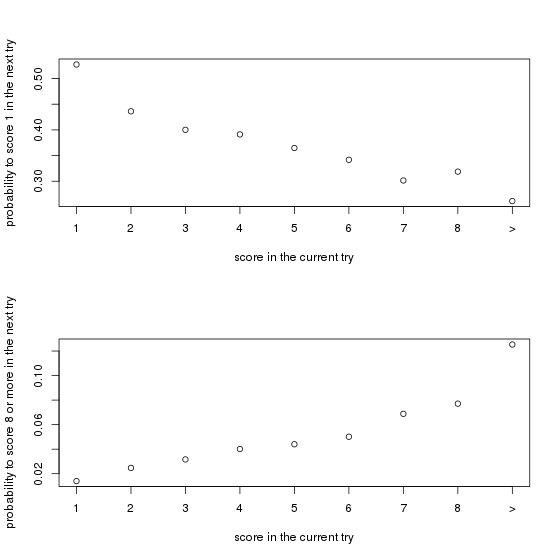 probability to score 1 in the next try
0.50
0.40
0.30
1 2 3 4 5 6 7 8 >
score in the current try
probability to score 8 or more in the next try
0.10
0.06
0.02
1 2 3 4 5 6 7 8 >
score in the current try